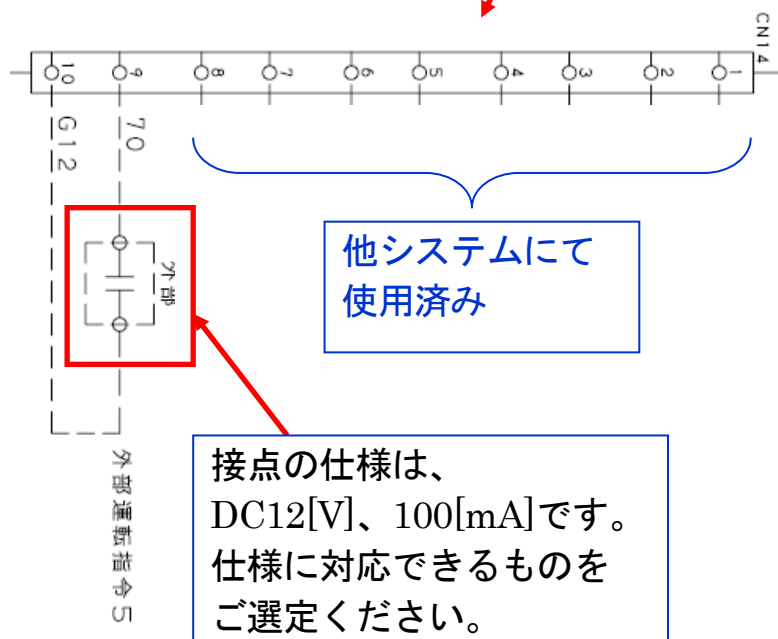 CN14
10 9 8 7 6 5 4 3 2 1
G12
70
外部
他システムにて
使用済み
外部運転指令5
接点の仕様は、
DC12[V]、100[mA]です。
仕様に対応できるものを
ご選定ください。